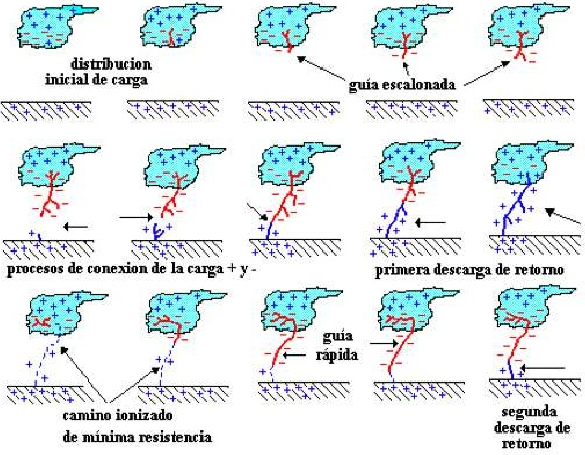 distribucion
inicial de carga
guía escalonada
procesos de conexion de la carga + y -
primera descarga de retorno
guía
rápida
camino ionizado
de mínima resistencia
segunda
descarga de
retorno